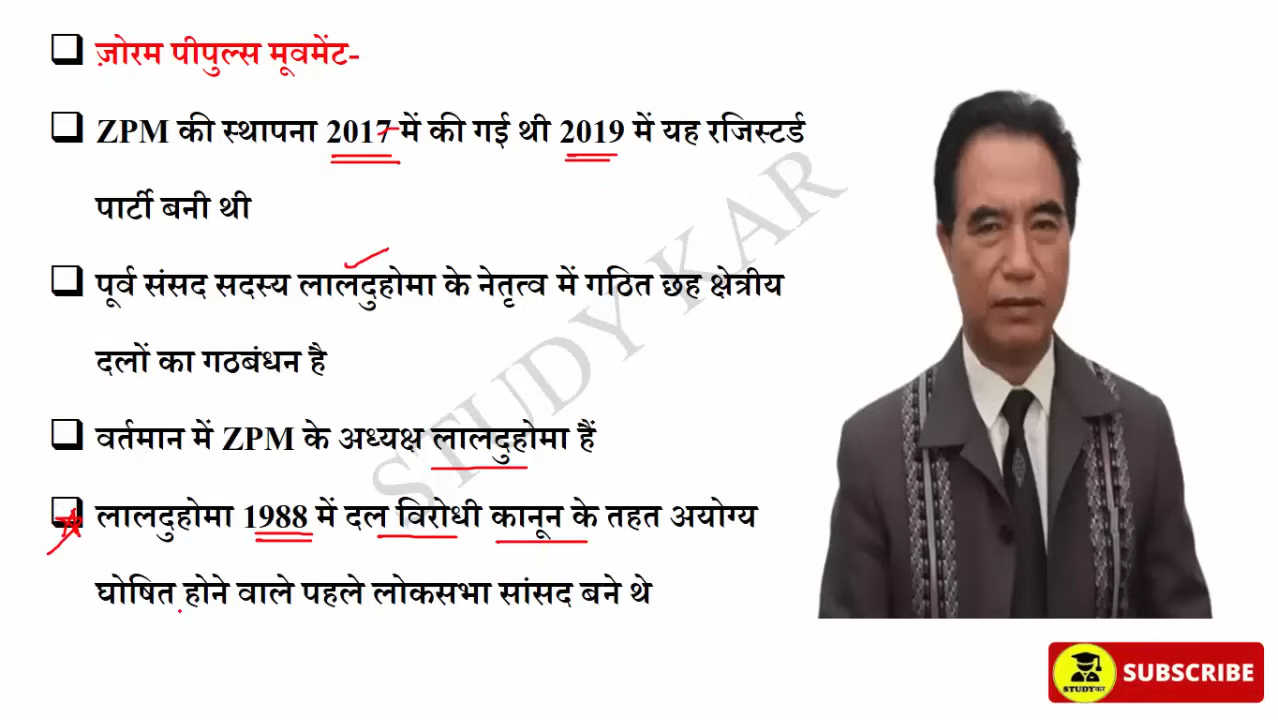 ज़ोरम पीपुल्स मूवमेंट-
ZPM की स्थापना 2017 में की गई थी 2019 में यह रजिस्टर्ड
पार्टी बनी थी
पूर्व संसद सदस्य लालदुहोमा के नेतृत्व में गठित छह क्षेत्रीय
दलों का गठबंधन है
वर्तमान में ZPM के अध्यक्ष लालदुहोमा हैं
लालदुहोमा 1988 में दल विरोधी कानून के तहत अयोग्य
घोषित होने वाले पहले लोकसभा सांसद बने थे
STUDY KAR
STUDYकर
SUBSCRIBE